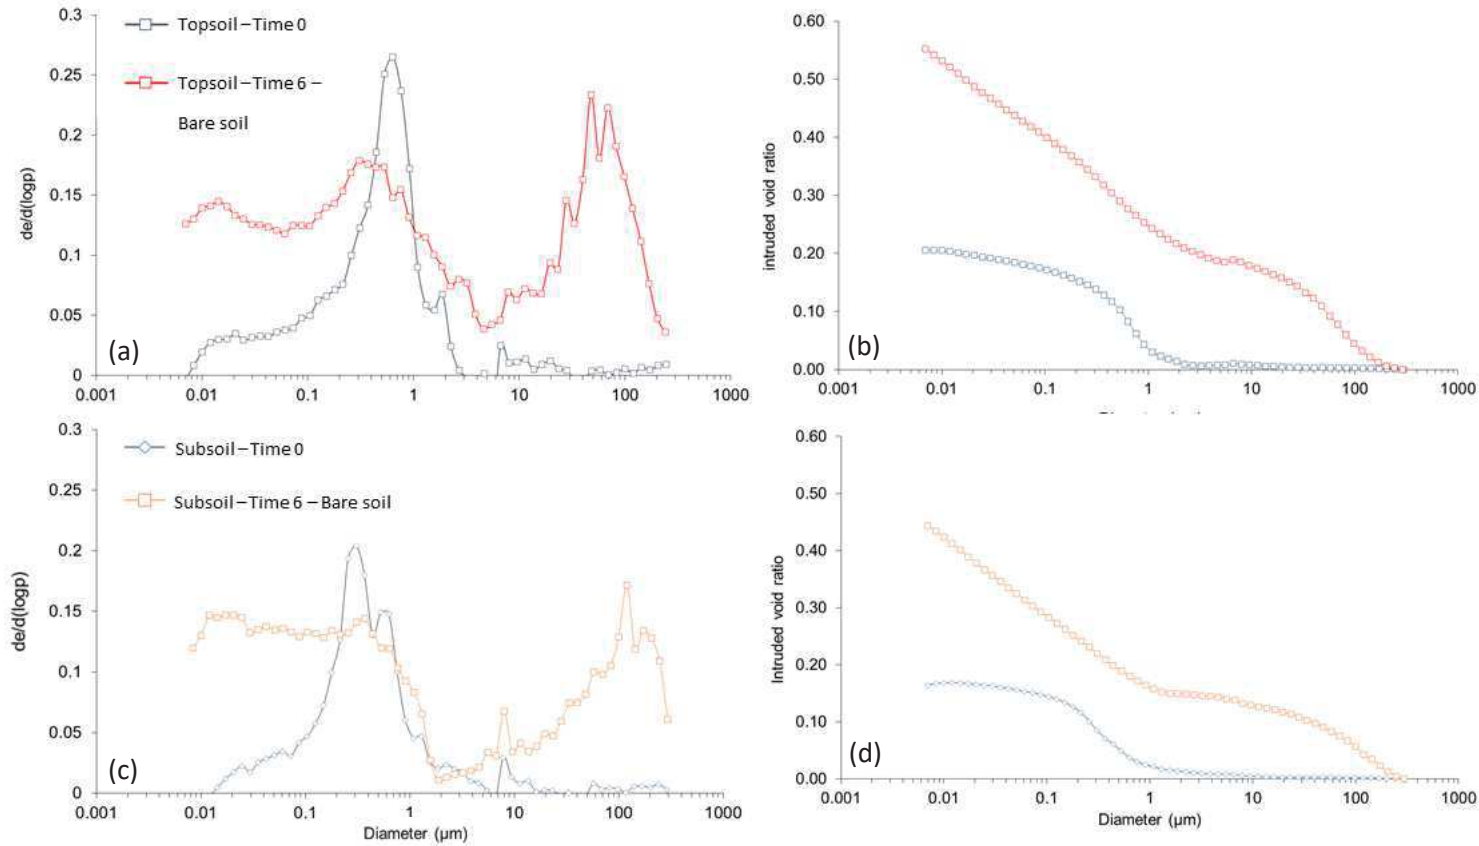 0.3
0.25
0.2
0.15
0.1
0.05
0
de/d(logp)
Topsoil–Time 0
Topsoil–Time 6 –
Bare soil
(a)
0.001 0.01 0.1 1 10 100 1000
0.60
0.50
0.40
0.30
0.20
0.10
0.00
intruded void ratio
(b)
0.001 0.01 0.1 1 10 100 1000
0.3
0.25
0.2
0.15
0.1
0.05
0
de/d(logp)
Subsoil–Time 0
Subsoil–Time 6 – Bare soil
(c)
0.001 0.01 0.1 1 10 100 1000
Diameter (µm)
0.60
0.50
0.40
0.30
0.20
0.10
0.00
Intruded void ratio
(d)
0.001 0.01 0.1 1 10 100 1000
Diameter (µm)